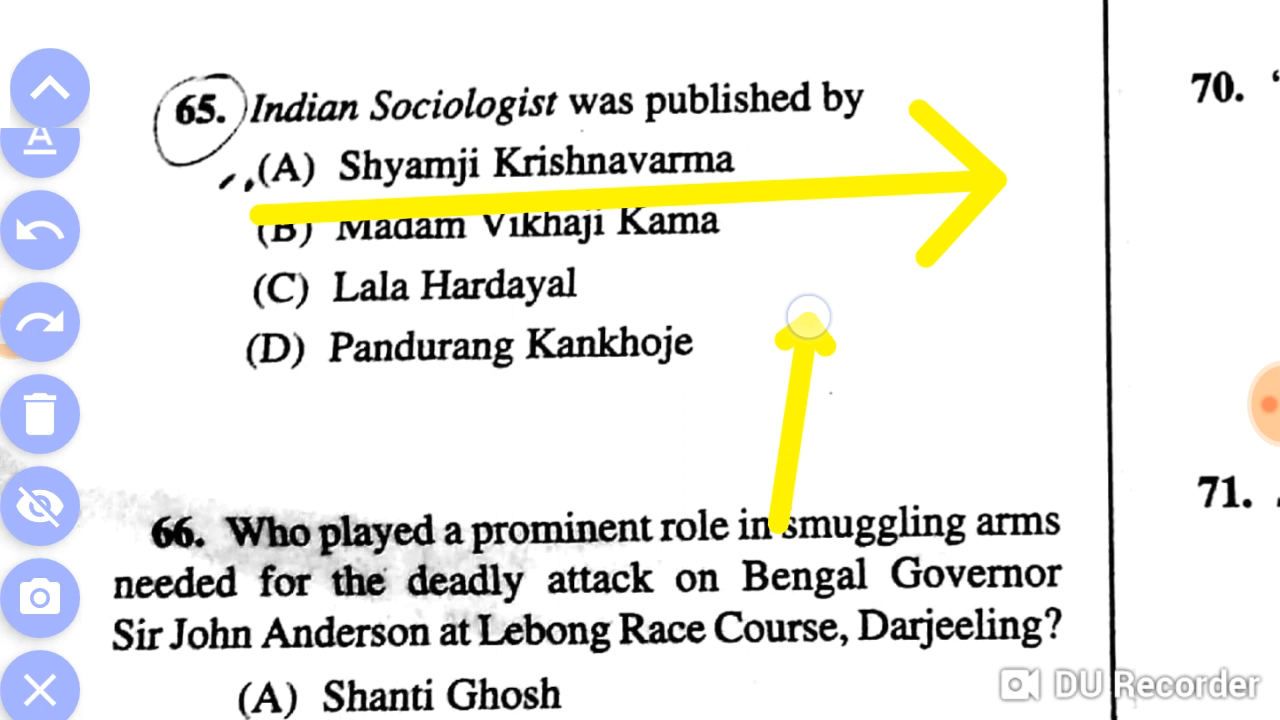 65. Indian Sociologist was published by
(A) Shyamji Krishnavarma
(B) Madam Vikhaji Kama
(C) Lala Hardayal
(D) Pandurang Kankhoje
66. Who played a prominent role in smuggling arms
needed for the deadly attack on Bengal Governor
Sir John Anderson at Lebong Race Course, Darjeeling?
(A) Shanti Ghosh
70.
71.
A
DU Recorder